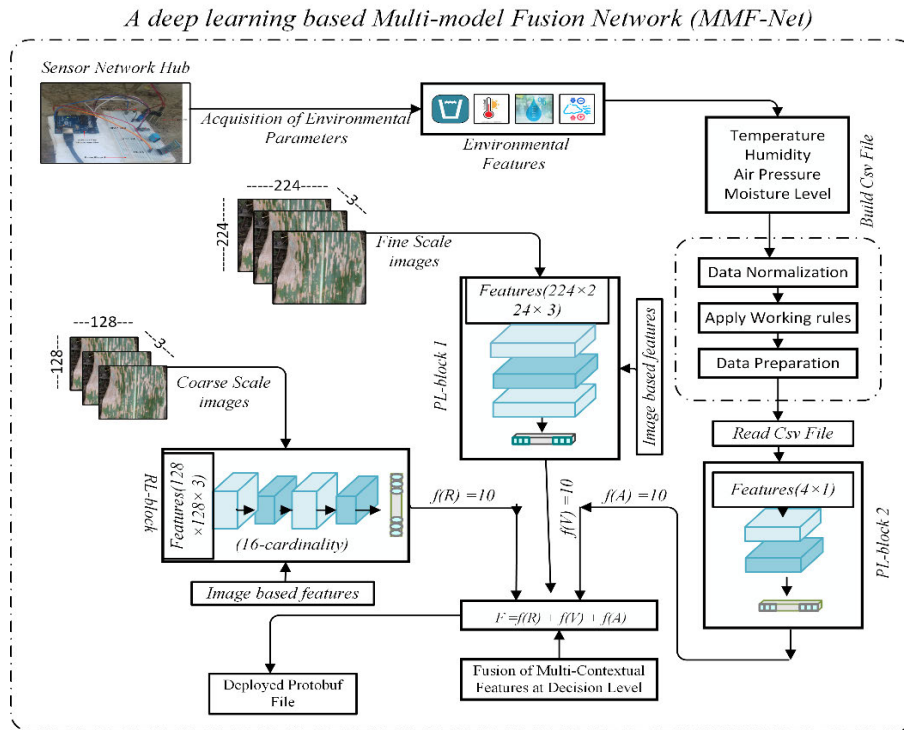 A deep learning based Multi-model Fusion Network (MMF-Net)
Sensor Network Hub
Acquisition of Environmental
Parameters
Environmental
Features
Temperature
Humidity
Air Pressure
Moisture Level
Build Csv File
-----224-----
---3---
---224---
Fine Scale
images
Data Normalization
Apply Working rules
Data Preparation
Features(224×2
24× 3)
PL-block 1
Image based features
---128---
---3---
---128---
Coarse Scale
images
Read Csv File
RL-block
Features(128
×128× 3)
(16-cardinality)
Image based features
f(R) =10
f(V) =10
f(A) =10
Features(4×1)
PL-block 2
F =f(R) + f(V) + f(A)
Fusion of Multi-Contextual
Features at Decision Level
Deployed Protobuf
File